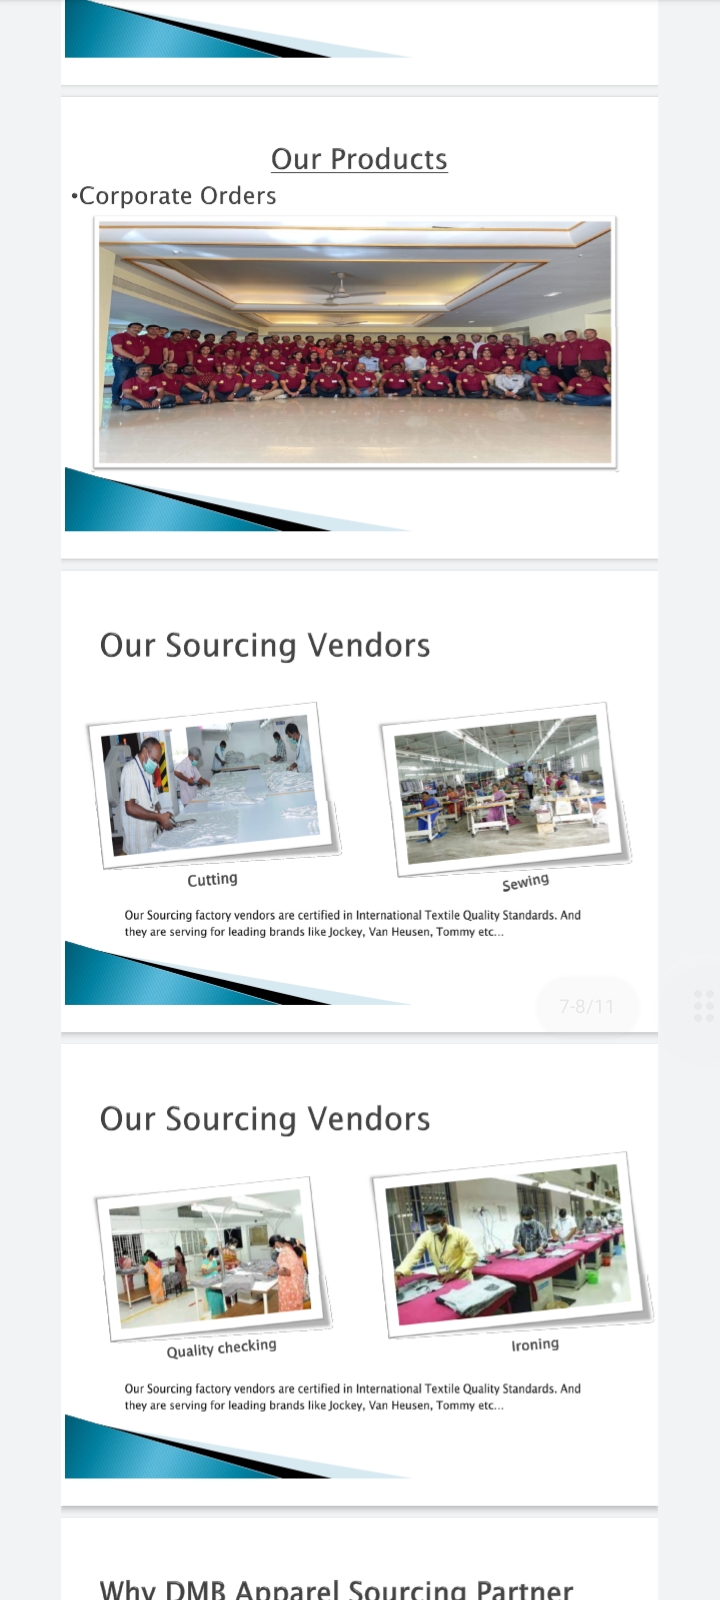 Our Products
•Corporate Orders
Our Sourcing Vendors
Cutting
Sewing
Our Sourcing factory vendors are certified in International Textile Quality Standards. And
they are serving for leading brands like Jockey, Van Heusen, Tommy etc...
7-8/11
Our Sourcing Vendors
Quality checking
Ironing
Our Sourcing factory vendors are certified in International Textile Quality Standards. And
they are serving for leading brands like Jockey, Van Heusen, Tommy etc...
Why DMB Apparel Sourcing Partner